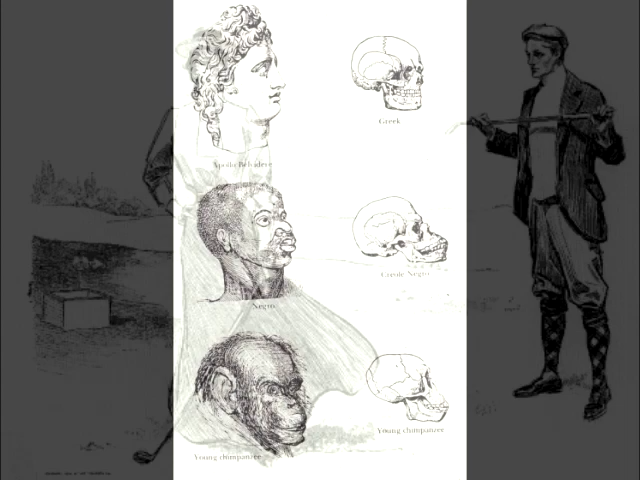 Greek
Apollo Belvidere
Creole Negro
Negro
Young chimpanzee
Young chimpanzee